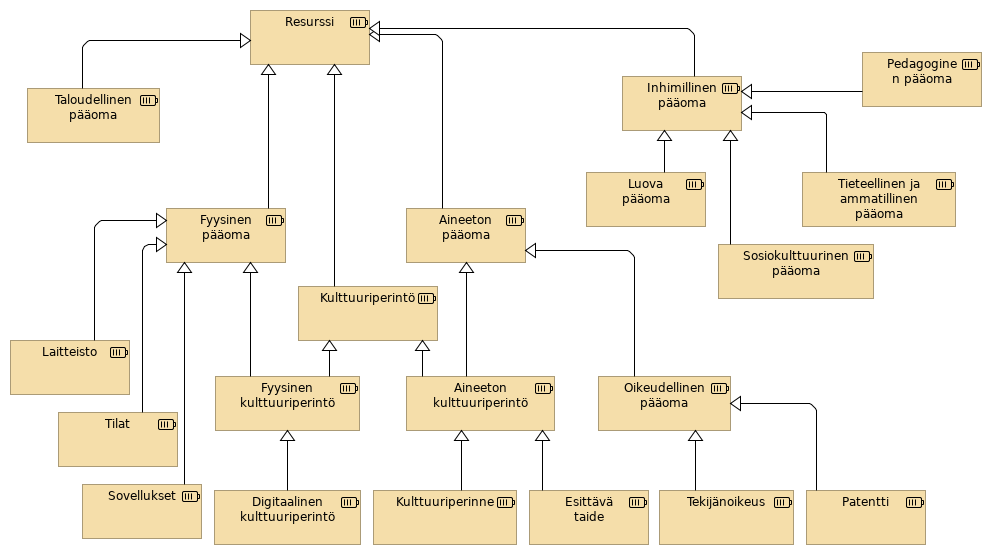 Resurssi
Taloudellinen
pääoma
Inhimillinen
pääoma
Pedagogine
n pääoma
Luova
pääoma
Tieteellinen ja
ammatillinen
pääoma
Fyysinen
pääoma
Aineeton
pääoma
Sosiokulttuurinen
pääoma
Kulttuuriperintö
Laitteisto
Fyysinen
kulttuuriperintö
Aineeton
kulttuuriperintö
Oikeudellinen
pääoma
Tilat
Sovellukset
Digitaalinen
kulttuuriperintö
Kulttuuriperinne
Esittävä
taide
Tekijänoikeus
Patentti